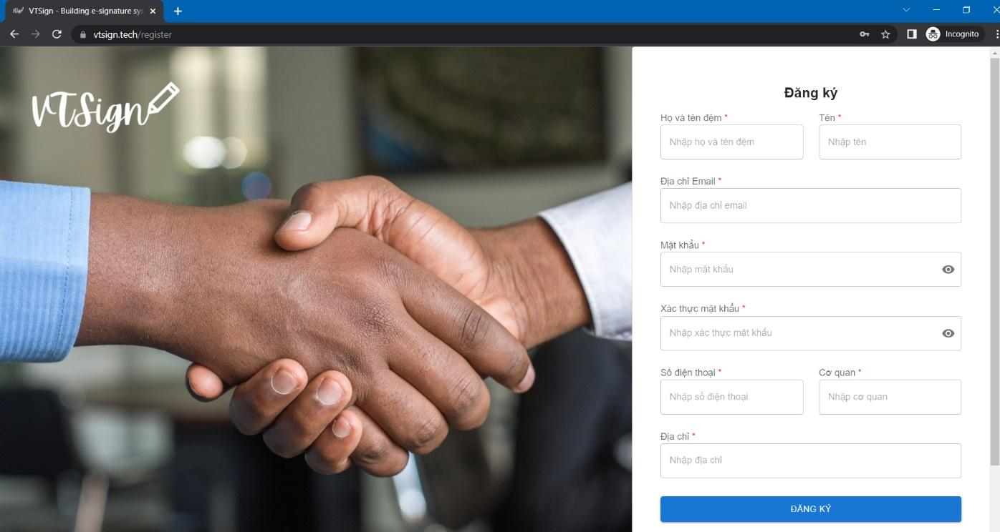 VTSign - Building e-signature sys
vtsign.tech/register
Incognito
VTSign
Đăng ký
Họ và tên đệm * Tên *
Nhập họ và tên đệm Nhập tên
Địa chỉ Email *
Nhập địa chỉ email
Mật khẩu *
Nhập mật khẩu
Xác thực mật khẩu *
Nhập xác thực mật khẩu
Số điện thoại * Cơ quan *
Nhập số điện thoại Nhập cơ quan
Địa chỉ *
Nhập địa chỉ
ĐĂNG KÝ